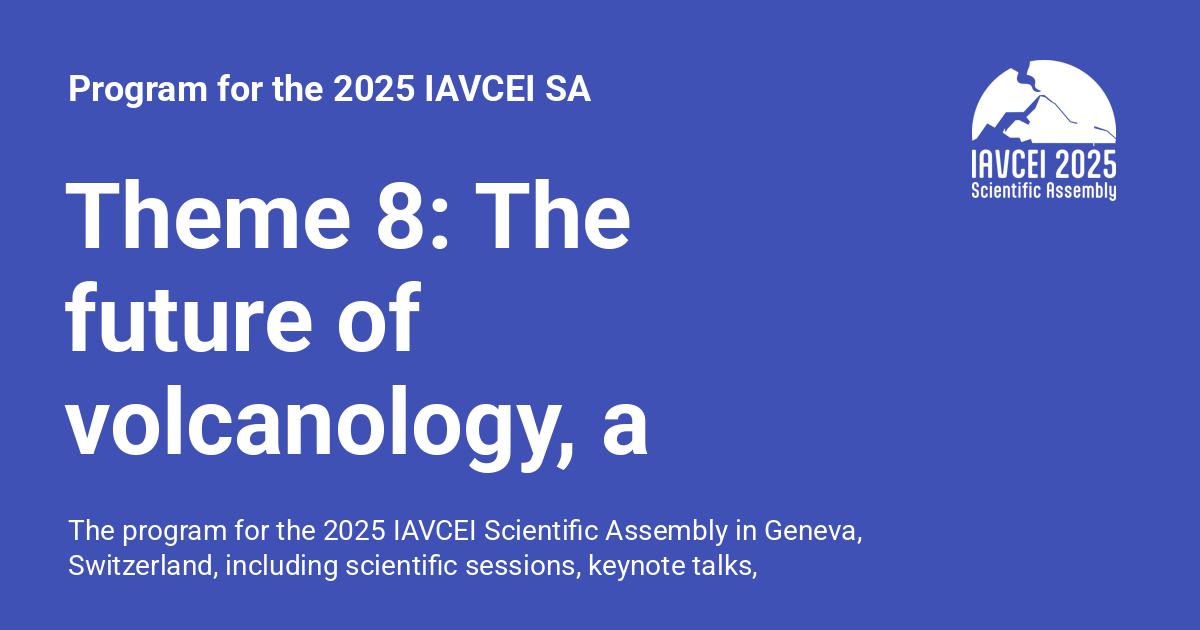 Program for the 2025 IAVCEI SA
IAVCEI 2025
Scientific Assembly
Theme 8: The
future of
volcanology, a
The program for the 2025 IAVCEI Scientific Assembly in Geneva,
Switzerland, including scientific sessions, keynote talks,